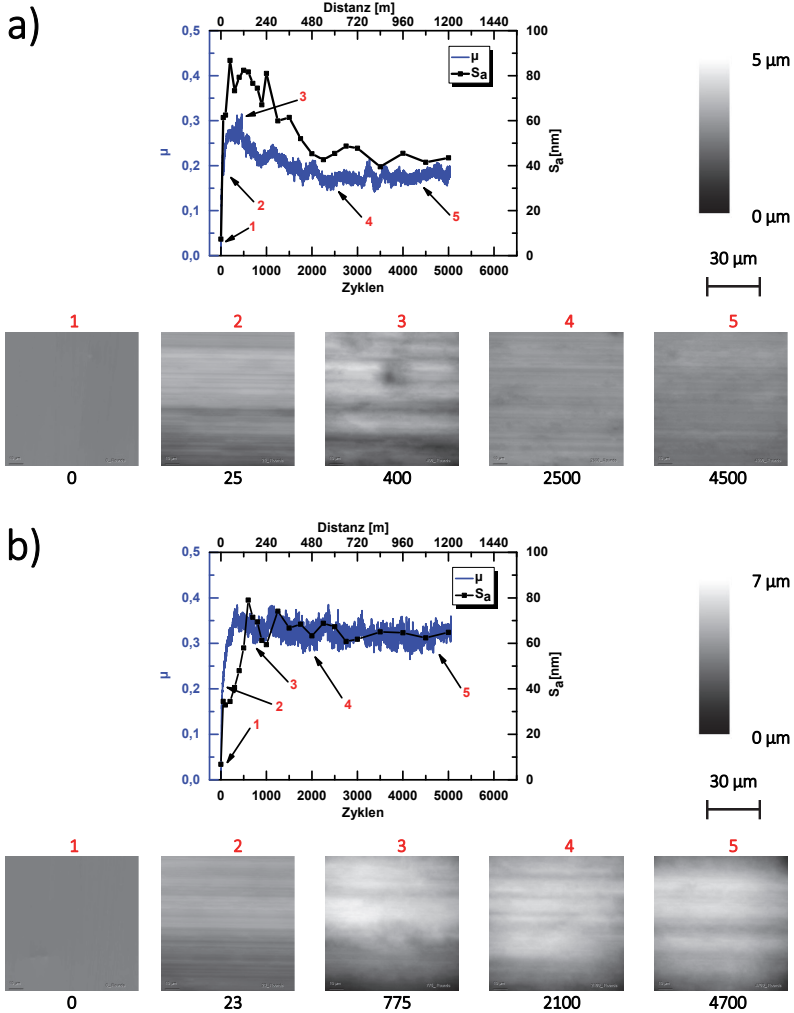 a)
Distanz [m]
0 240 480 720 960 1200 1440
0,5
0,4
0,3
0,2
0,1
0,0
µ
100
80
60
40
20
0
Sa[nm]
µ
Sa
3
2
1
4
5
0 1000 2000 3000 4000 5000 6000
Zyklen
5 µm
0 µm
30 µm
1 2 3 4 5
0 25 400 2500 4500
b)
Distanz [m]
0 240 480 720 960 1200 1440
0,5
0,4
0,3
0,2
0,1
0,0
µ
100
80
60
40
20
0
Sa[nm]
µ
Sa
3
2
1
4
5
0 1000 2000 3000 4000 5000 6000
Zyklen
7 µm
0 µm
30 µm
1 2 3 4 5
0 23 775 2100 4700